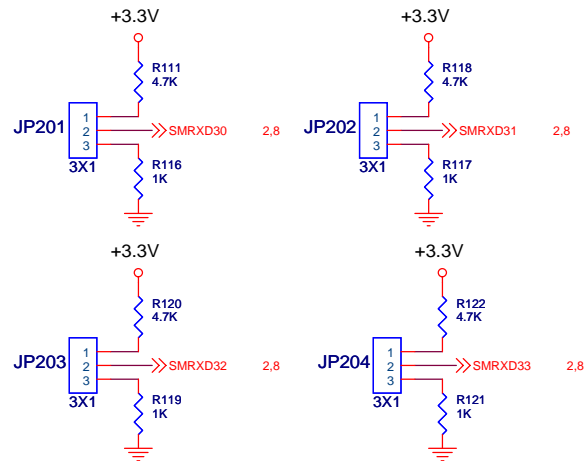 +3.3V
R111
4.7K
JP201
1
2
3
SMRXD30 2,8
3X1
R116
1K
+3.3V
R118
4.7K
JP202
1
2
3
SMRXD31 2,8
3X1
R117
1K
+3.3V
R120
4.7K
JP203
1
2
3
SMRXD32 2,8
3X1
R119
1K
+3.3V
R122
4.7K
JP204
1
2
3
SMRXD33 2,8
3X1
R121
1K